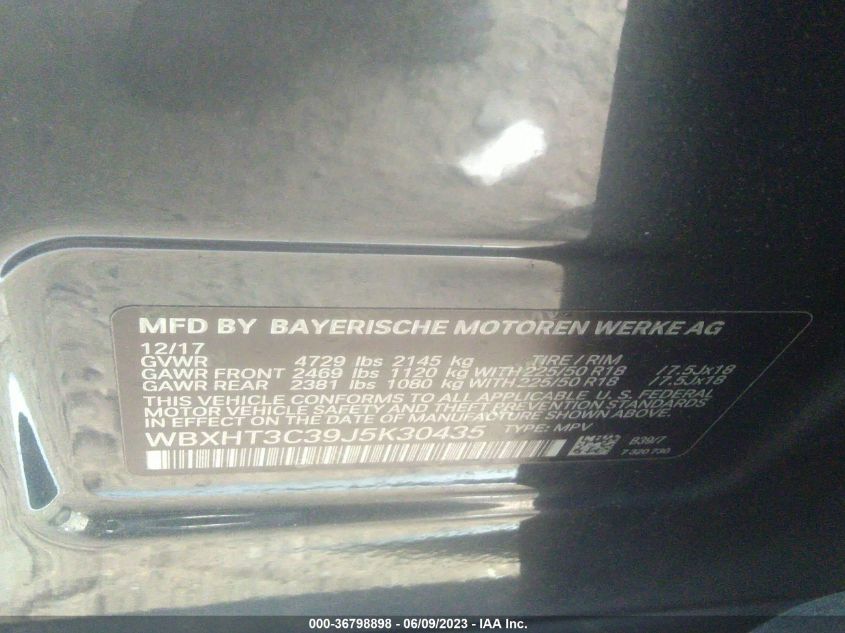 MFD BY BAYERISCHE MOTOREN WERKE AG
12/17
GVWR 4729 lbs 2145 kg TIRE / RIM
GAWR FRONT 2469 lbs 1120 kg WITH 225/50 R18 /7.5Jx18
GAWR REAR 2381 lbs 1080 kg WITH 225/50 R18 /7.5Jx18
THIS VEHICLE CONFORMS TO ALL APPLICABLE U. S. FEDERAL
MOTOR VEHICLE SAFETY AND THEFT PREVENTION STANDARDS
IN EFFECT ON THE DATE OF MANUFACTURE SHOWN ABOVE.
WBXHT3C39J5K30435 TYPE: MPV
B39/7
7 320 730
000-36798898 - 06/09/2023 - IAA Inc.